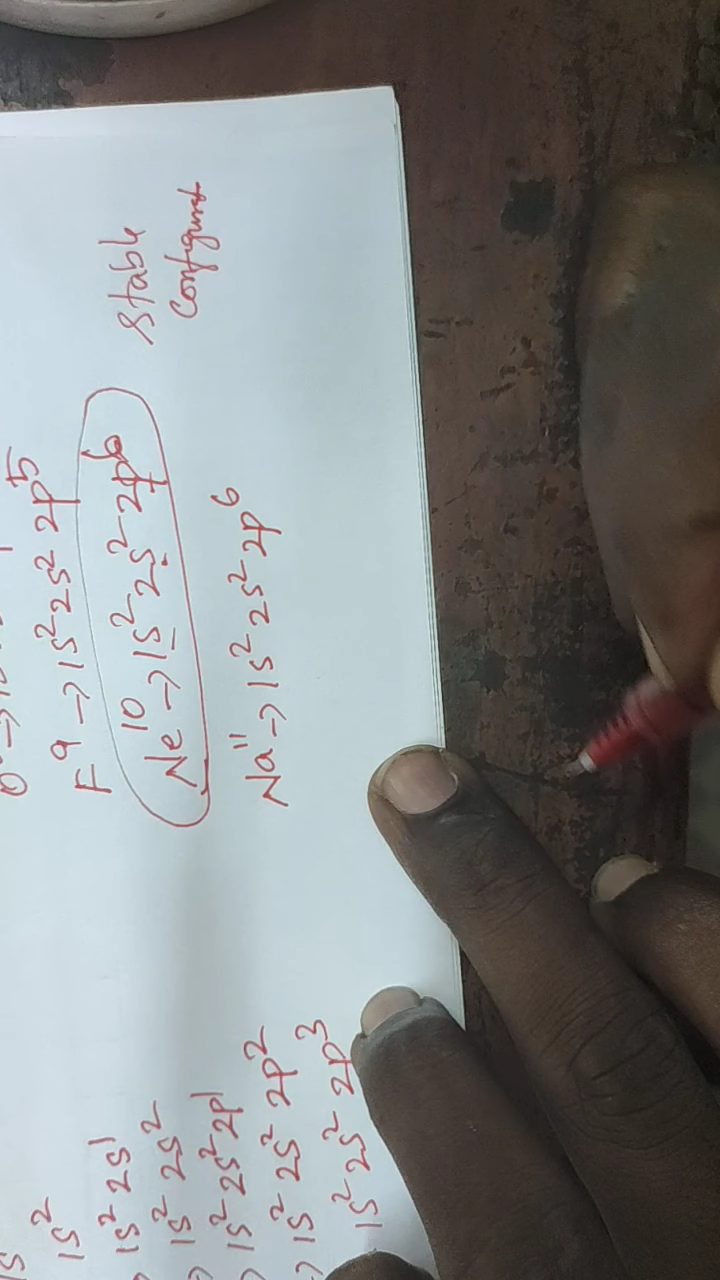 1s²
1s² 2s¹
1s² 2s²
1s² 2s² 2p¹
1s² 2s² 2p²
1s² 2s² 2p³
F⁹ → 1s² 2s² 2p⁵
Ne¹⁰ → 1s² 2s² 2p⁶
Na¹¹ → 1s² 2s² 2p⁶
Stable